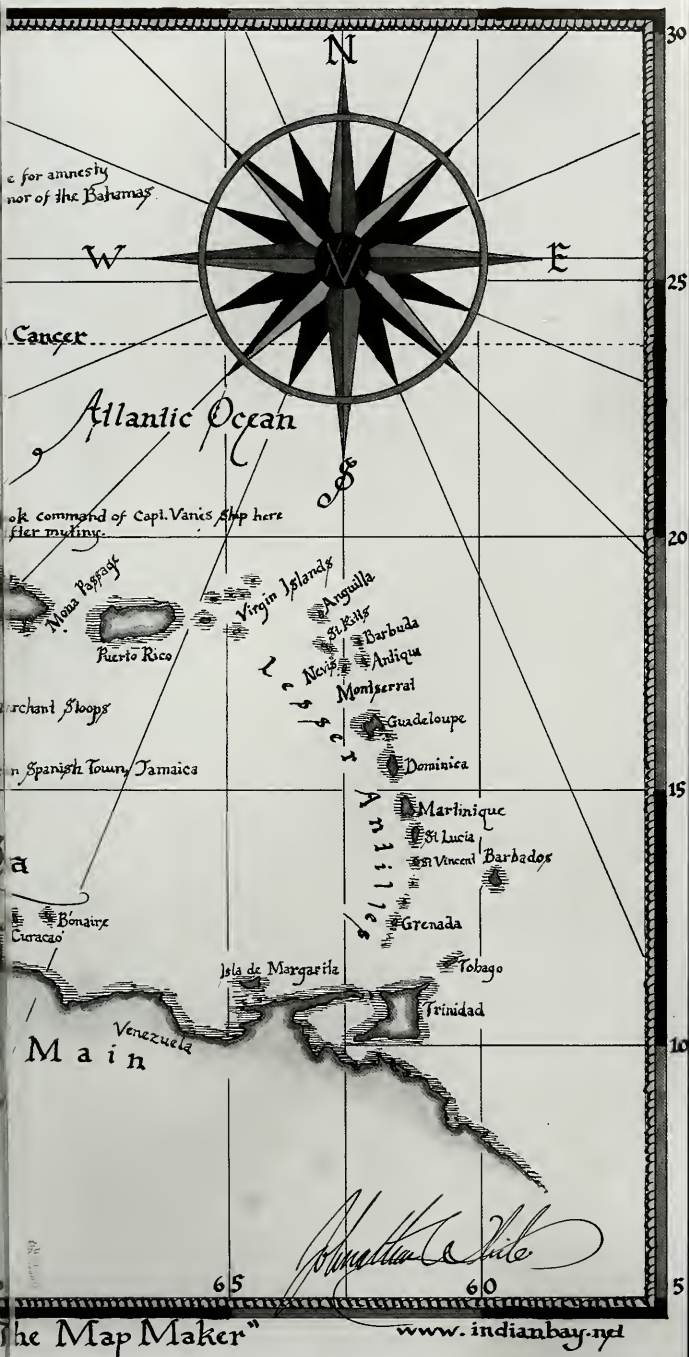 30
N
e for amnesty
nor of the Bahamas.
W
E
25
Cancer
Atlantic Ocean
S
ok command of Capt. Vanes ship here
fter mutiny.
20
Mona Passage
Virgin Islands
Anguilla
St Kitts
Barbuda
Puerto Rico
Nevis
Antiqua
Montserrat
rchant Sloops
Guadeloupe
Lesser Antilles
n Spanish Town, Jamaica
Dominica
15
Martinique
St Lucia
a
St Vincent
Barbados
Bonaire
Curacao
Grenada
Isla de Margarita
Tobago
Trinidad
Venezuela
10
Main
65
60
5
The Map Maker"
www.indianbay.net